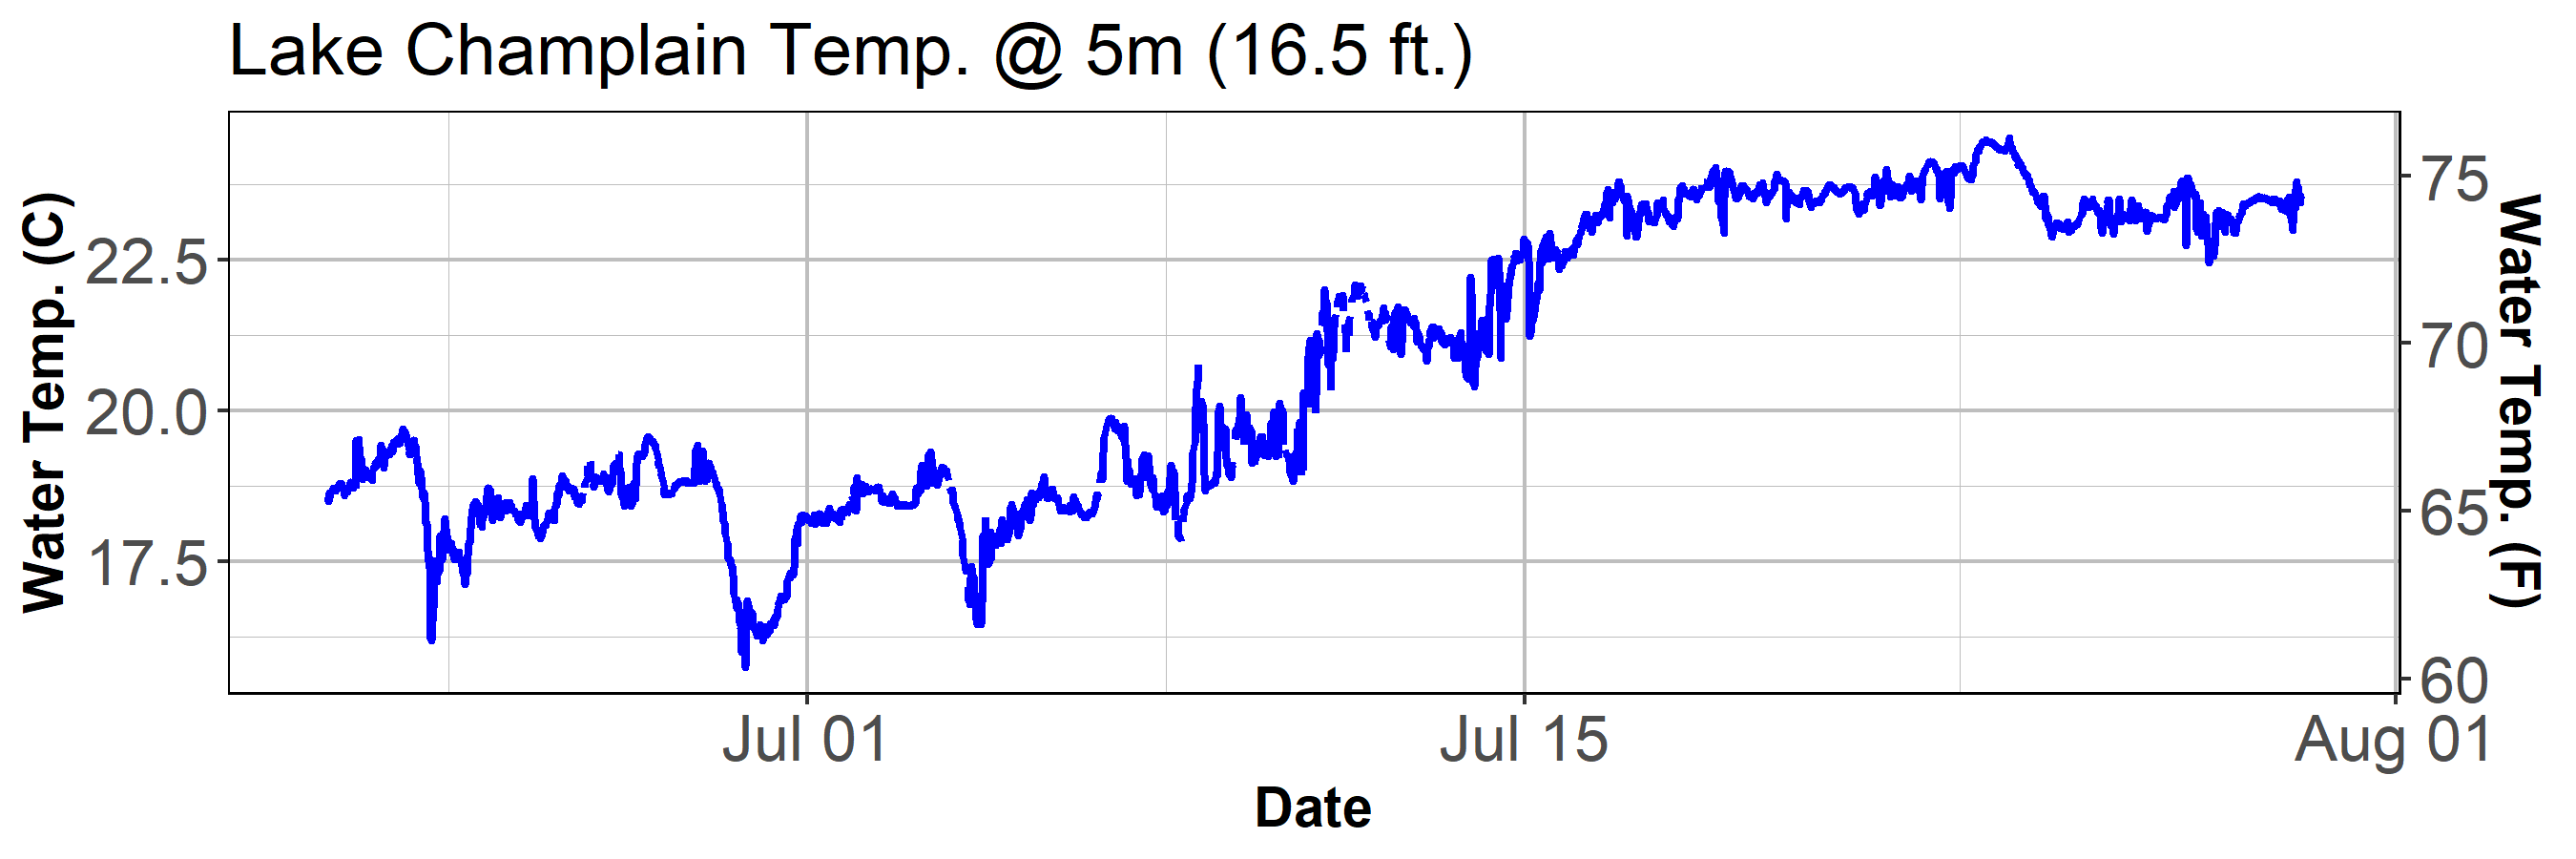 Lake Champlain Temp. @ 5m (16.5 ft.)
Water Temp. (C)
22.5
20.0
17.5
75
70
65
60
Water Temp. (F)
Jul 01
Jul 15
Aug 01
Date